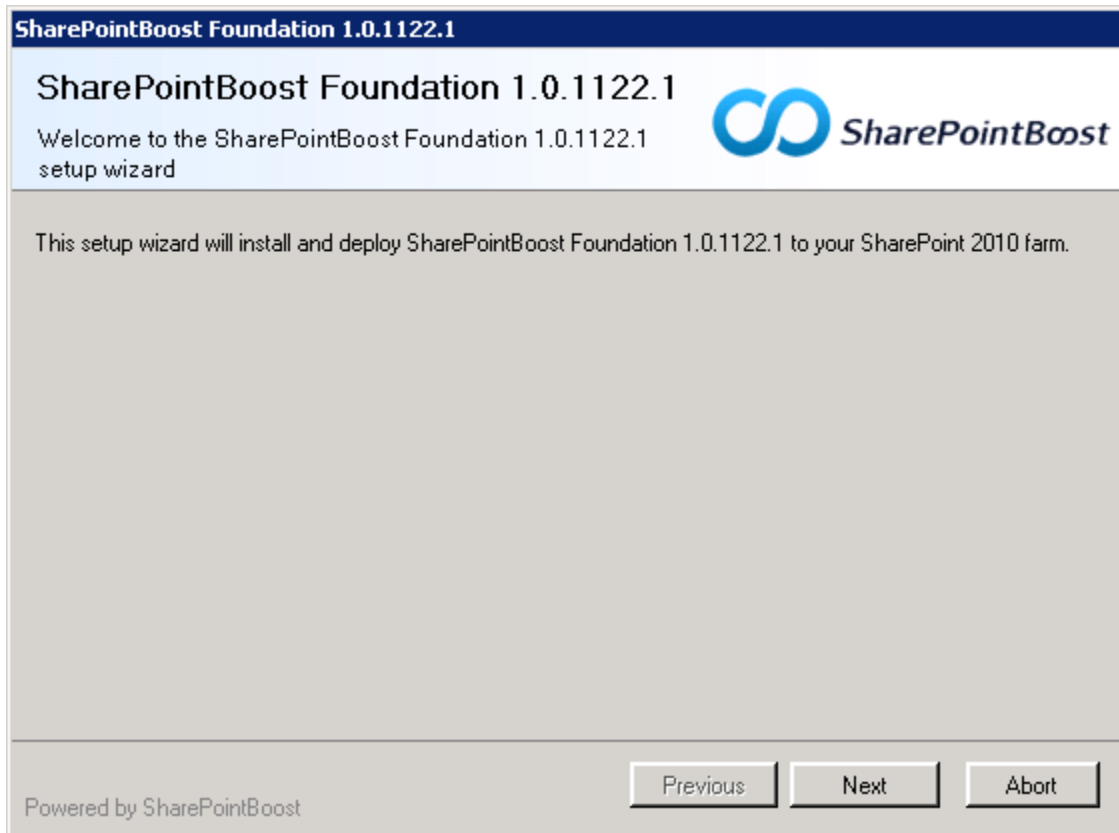 SharePointBoost Foundation 1.0.1122.1
SharePointBoost Foundation 1.0.1122.1
Welcome to the SharePointBoost Foundation 1.0.1122.1
setup wizard
SharePointBoost
This setup wizard will install and deploy SharePointBoost Foundation 1.0.1122.1 to your SharePoint 2010 farm.
Powered by SharePointBoost
Previous
Next
Abort